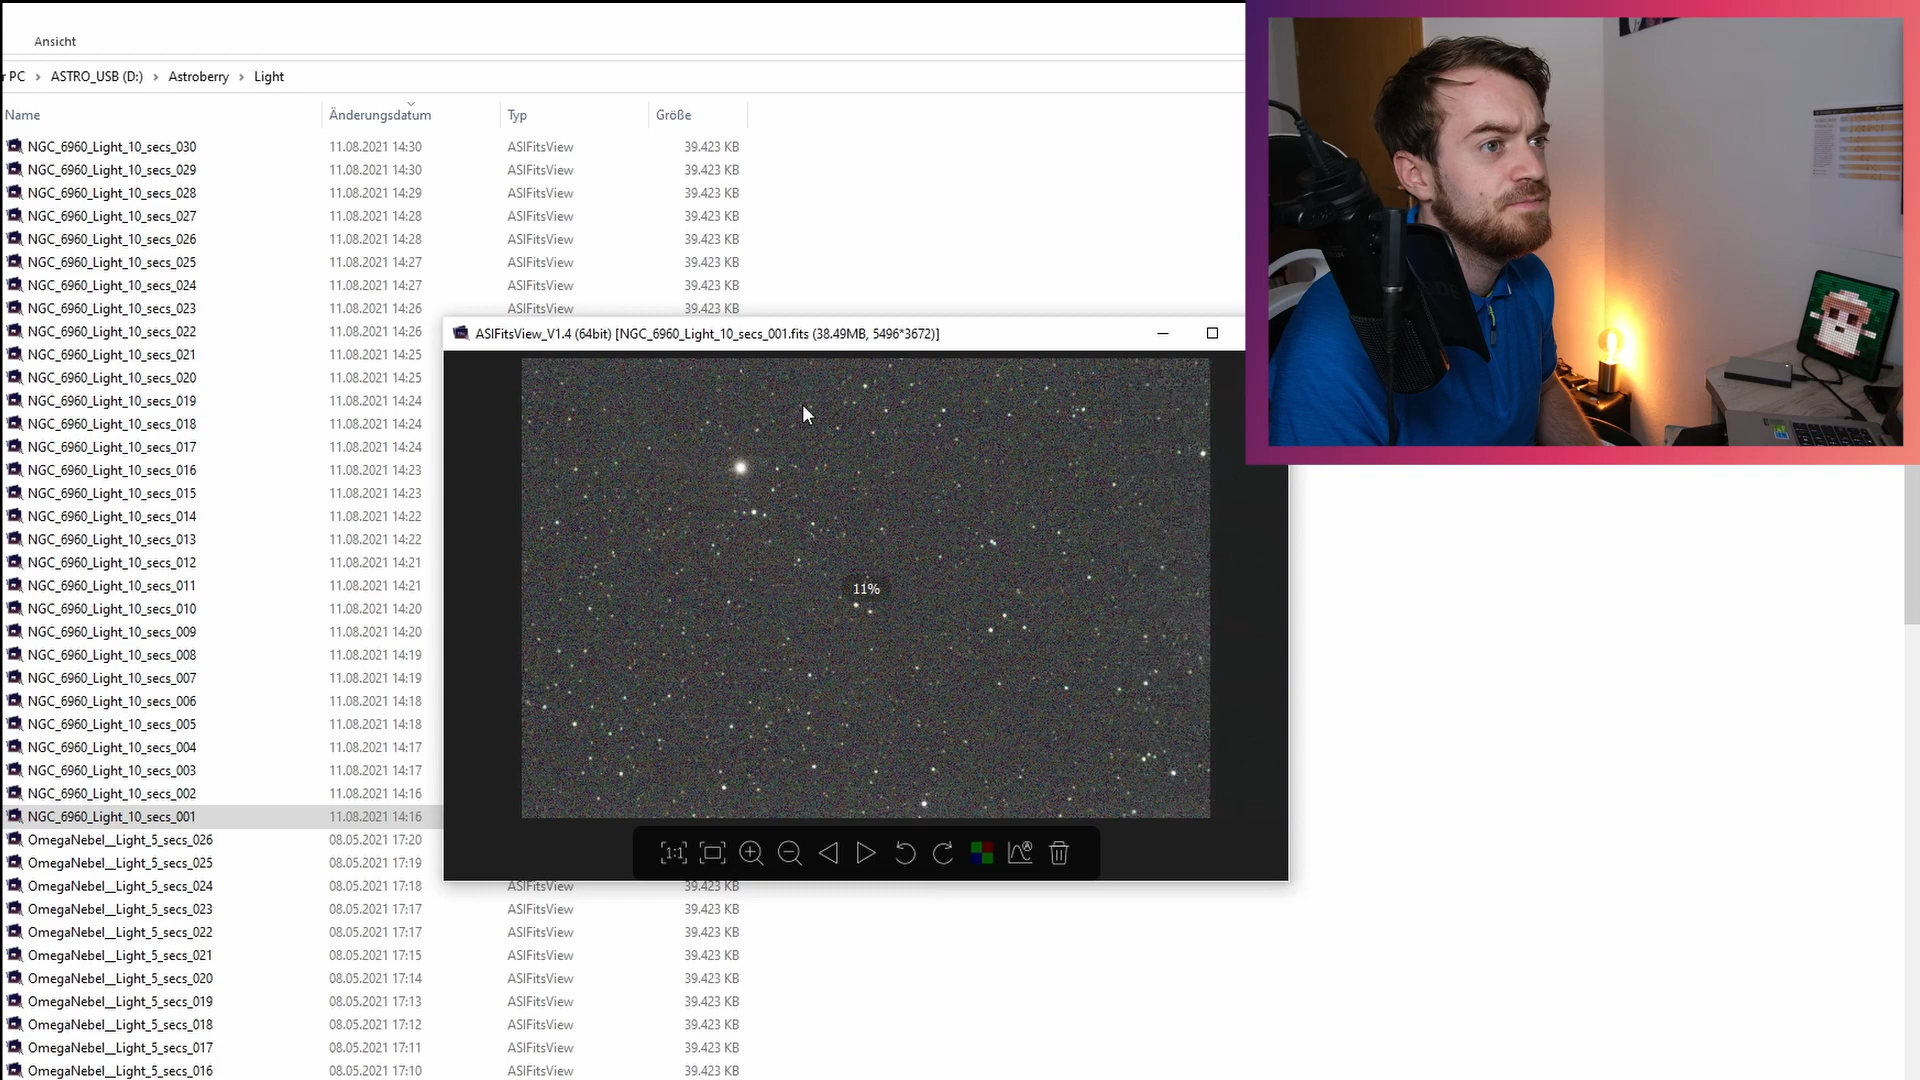 Ansicht
r PC > ASTRO_USB (D:) > Astroberry > Light
Name Änderungsdatum Typ Größe
NGC_6960_Light_10_secs_030 11.08.2021 14:30 ASIFitsView 39.423 KB
NGC_6960_Light_10_secs_029 11.08.2021 14:30 ASIFitsView 39.423 KB
NGC_6960_Light_10_secs_028 11.08.2021 14:29 ASIFitsView 39.423 KB
NGC_6960_Light_10_secs_027 11.08.2021 14:28 ASIFitsView 39.423 KB
NGC_6960_Light_10_secs_026 11.08.2021 14:28 ASIFitsView 39.423 KB
NGC_6960_Light_10_secs_025 11.08.2021 14:27 ASIFitsView 39.423 KB
NGC_6960_Light_10_secs_024 11.08.2021 14:27 ASIFitsView 39.423 KB
NGC_6960_Light_10_secs_023 11.08.2021 14:26 ASIFitsView 39.423 KB
NGC_6960_Light_10_secs_022 11.08.2021 14:26
ASIFitsView_V1.4 (64bit) [NGC_6960_Light_10_secs_001.fits (38.49MB, 5496*3672)]
NGC_6960_Light_10_secs_021 11.08.2021 14:25
NGC_6960_Light_10_secs_020 11.08.2021 14:25
NGC_6960_Light_10_secs_019 11.08.2021 14:24
NGC_6960_Light_10_secs_018 11.08.2021 14:24
NGC_6960_Light_10_secs_017 11.08.2021 14:24
NGC_6960_Light_10_secs_016 11.08.2021 14:23
NGC_6960_Light_10_secs_015 11.08.2021 14:23
NGC_6960_Light_10_secs_014 11.08.2021 14:22
NGC_6960_Light_10_secs_013 11.08.2021 14:22
NGC_6960_Light_10_secs_012 11.08.2021 14:21
NGC_6960_Light_10_secs_011 11.08.2021 14:21
11%
NGC_6960_Light_10_secs_010 11.08.2021 14:20
NGC_6960_Light_10_secs_009 11.08.2021 14:20
NGC_6960_Light_10_secs_008 11.08.2021 14:19
NGC_6960_Light_10_secs_007 11.08.2021 14:19
NGC_6960_Light_10_secs_006 11.08.2021 14:18
NGC_6960_Light_10_secs_005 11.08.2021 14:18
NGC_6960_Light_10_secs_004 11.08.2021 14:17
NGC_6960_Light_10_secs_003 11.08.2021 14:17
NGC_6960_Light_10_secs_002 11.08.2021 14:16
NGC_6960_Light_10_secs_001 11.08.2021 14:16
OmegaNebel__Light_5_secs_026 08.05.2021 17:20
1:1
OmegaNebel__Light_5_secs_025 08.05.2021 17:19
OmegaNebel__Light_5_secs_024 08.05.2021 17:18 ASIFitsView 39.423 KB
OmegaNebel__Light_5_secs_023 08.05.2021 17:17 ASIFitsView 39.423 KB
OmegaNebel__Light_5_secs_022 08.05.2021 17:17 ASIFitsView 39.423 KB
OmegaNebel__Light_5_secs_021 08.05.2021 17:15 ASIFitsView 39.423 KB
OmegaNebel__Light_5_secs_020 08.05.2021 17:14 ASIFitsView 39.423 KB
OmegaNebel__Light_5_secs_019 08.05.2021 17:13 ASIFitsView 39.423 KB
OmegaNebel__Light_5_secs_018 08.05.2021 17:12 ASIFitsView 39.423 KB
OmegaNebel__Light_5_secs_017 08.05.2021 17:11 ASIFitsView 39.423 KB
OmegaNebel__Light_5_secs_016 08.05.2021 17:10 ASIFitsView 39.423 KB